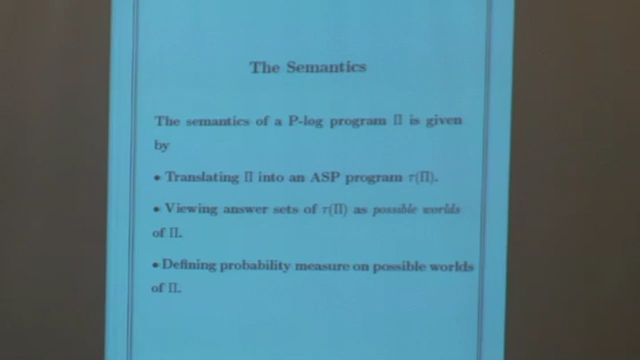 The Semantics
The semantics of a P-log program Π is given
by
• Translating Π into an ASP program τ(Π).
• Viewing answer sets of τ(Π) as possible worlds
of Π.
• Defining probability measure on possible worlds
of Π.